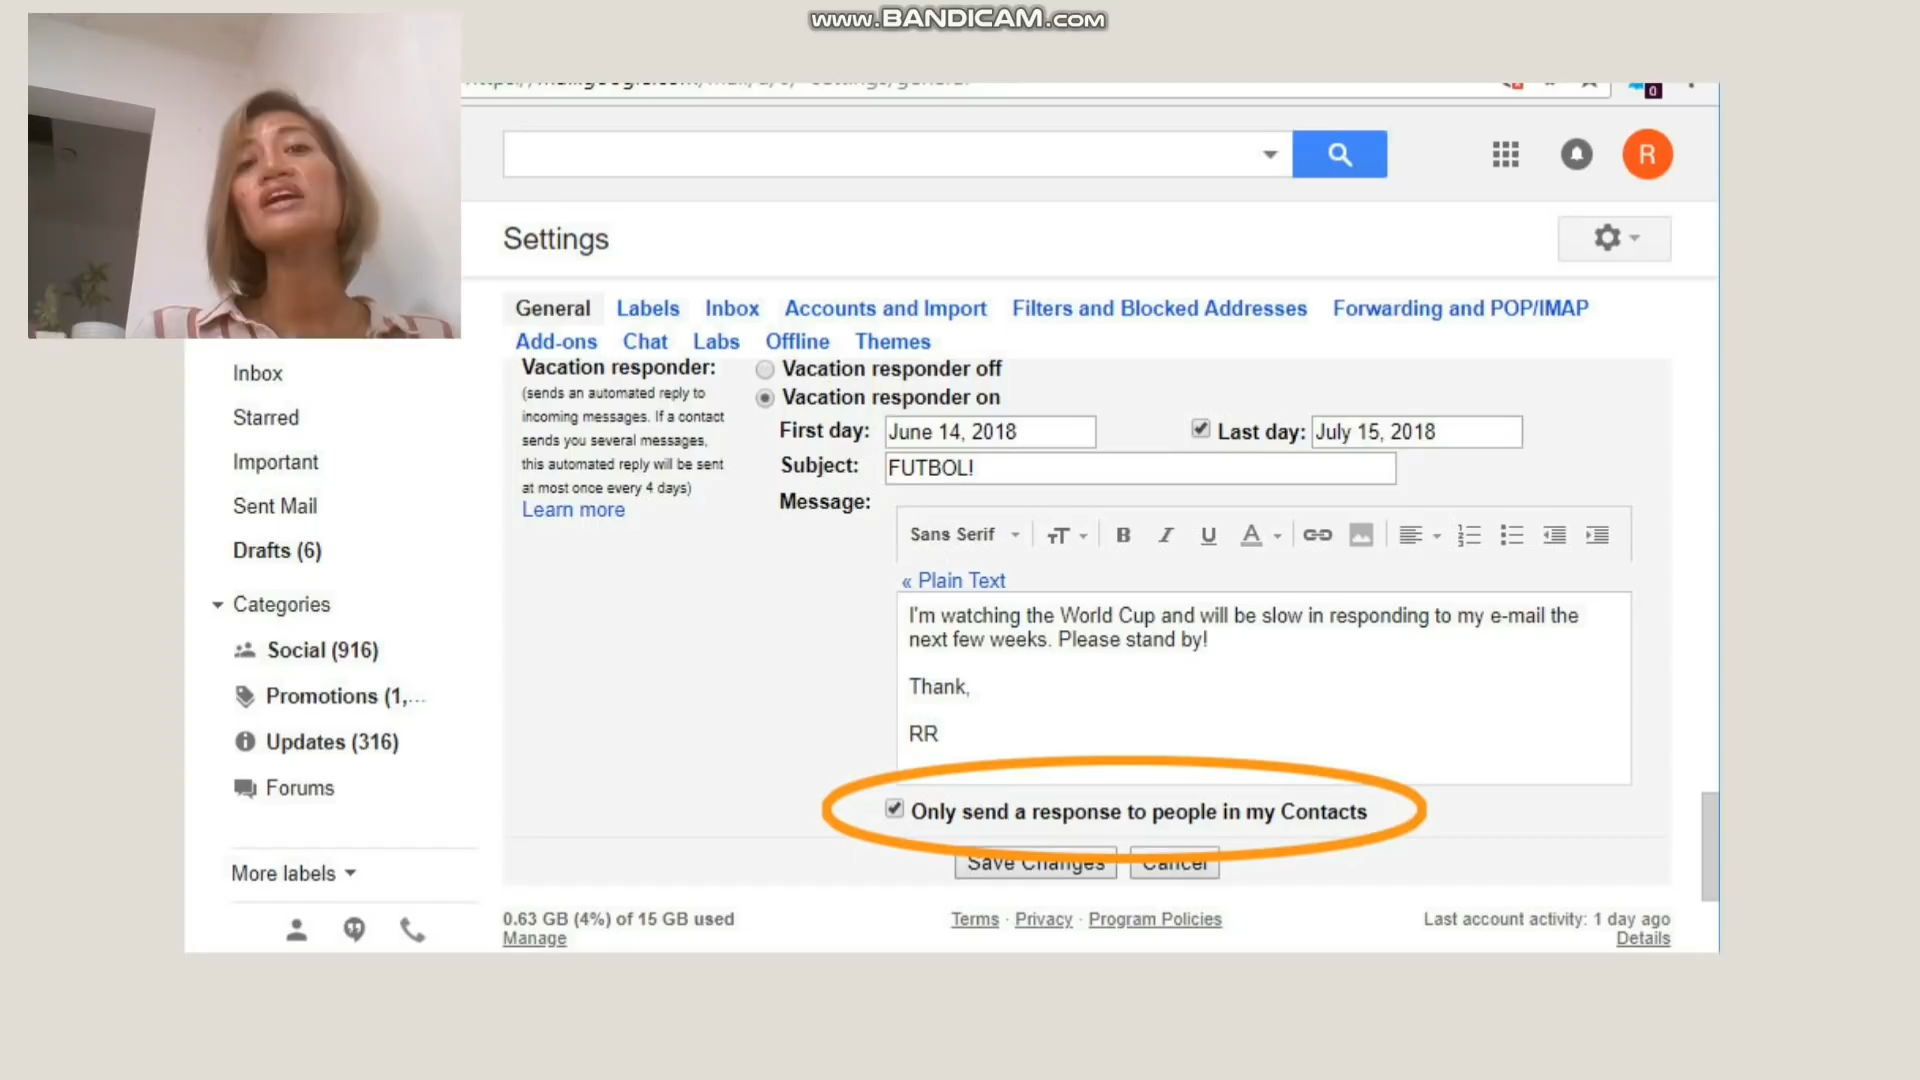 www.BANDICAM.com
0
R
Settings
General Labels Inbox Accounts and Import Filters and Blocked Addresses Forwarding and POP/IMAP
Add-ons Chat Labs Offline Themes
Inbox
Starred
Important
Sent Mail
Drafts (6)
Categories
Social (916)
Promotions (1,...
Updates (316)
Forums
More labels
Vacation responder:
(sends an automated reply to
incoming messages. If a contact
sends you several messages,
this automated reply will be sent
at most once every 4 days)
Learn more
Vacation responder off
Vacation responder on
First day: June 14, 2018 Last day: July 15, 2018
Subject: FUTBOL!
Message:
Sans Serif
« Plain Text
I'm watching the World Cup and will be slow in responding to my e-mail the
next few weeks. Please stand by!
Thank,
RR
Only send a response to people in my Contacts
Save Changes Cancel
0.63 GB (4%) of 15 GB used
Manage
Terms · Privacy · Program Policies
Last account activity: 1 day ago
Details